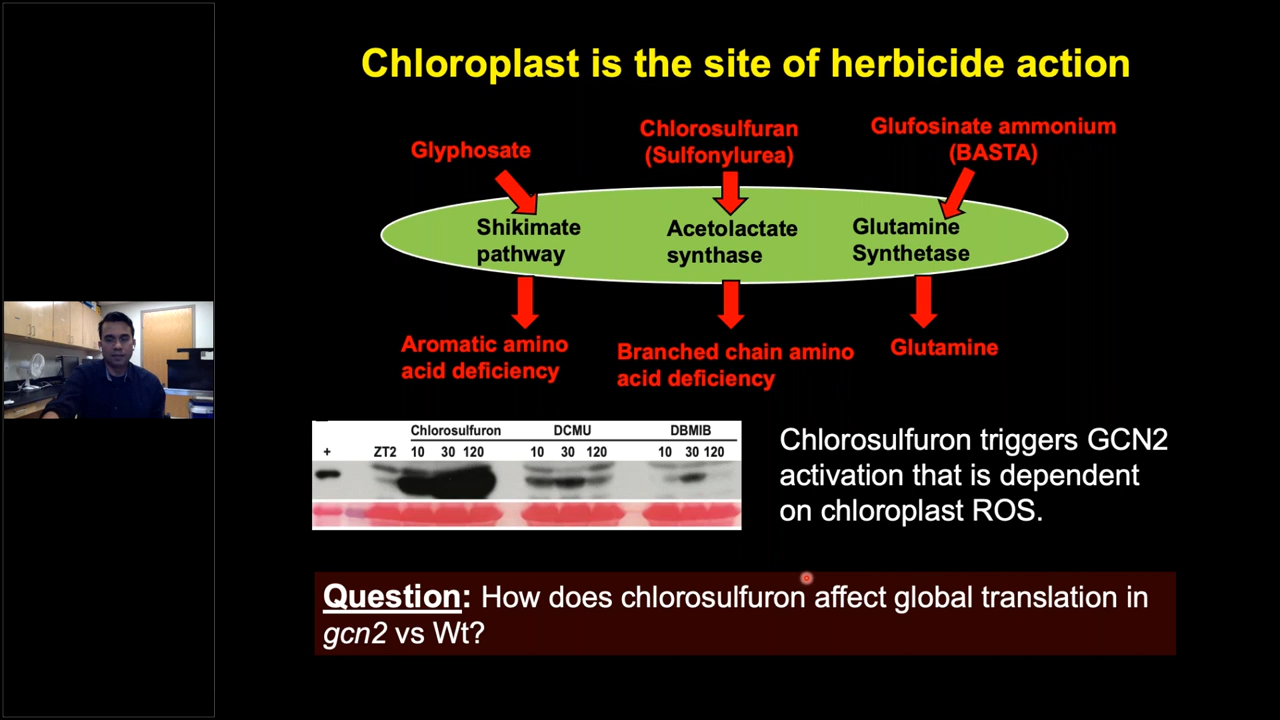 Chloroplast is the site of herbicide action
Glyphosate
Chlorosulfuran
(Sulfonylurea)
Glufosinate ammonium
(BASTA)
Shikimate
pathway
Acetolactate
synthase
Glutamine
Synthetase
Aromatic amino
acid deficiency
Branched chain amino
acid deficiency
Glutamine
Chlorosulfuron DCMU DBMIB
+ ZT2 10 30 120 10 30 120 10 30 120
Chlorosulfuron triggers GCN2
activation that is dependent
on chloroplast ROS.
Question: How does chlorosulfuron affect global translation in
gcn2 vs Wt?